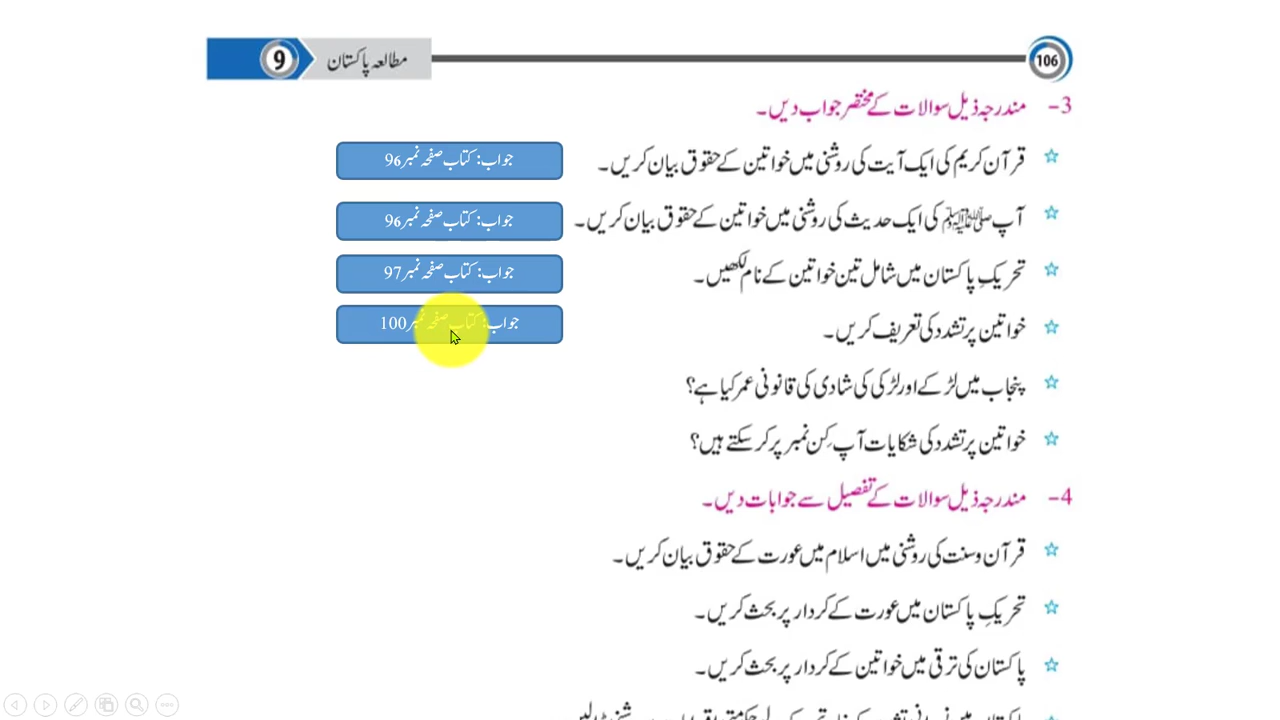 106 مطالعہ پاکستان 9
3- مندرجہ ذیل سوالات کے مختصر جواب دیں۔
قرآن کریم کی ایک آیت کی روشنی میں خواتین کے حقوق بیان کریں۔ جواب: کتاب صفحہ نمبر 96
آپ ﷺ کی ایک حدیث کی روشنی میں خواتین کے حقوق بیان کریں۔ جواب: کتاب صفحہ نمبر 96
تحریکِ پاکستان میں شامل تین خواتین کے نام لکھیں۔ جواب: کتاب صفحہ نمبر 97
خواتین پر تشدد کی تعریف کریں۔ جواب: کتاب صفحہ نمبر 100
پنجاب میں لڑکے اور لڑکی کی شادی کی قانونی عمر کیا ہے؟
خواتین پر تشدد کی شکایات آپ کِن نمبر پر کر سکتے ہیں؟
4- مندرجہ ذیل سوالات کے تفصیل سے جوابات دیں۔
قرآن و سنت کی روشنی میں اسلام میں عورت کے حقوق بیان کریں۔
تحریکِ پاکستان میں عورت کے کردار پر بحث کریں۔
پاکستان کی ترقی میں خواتین کے کردار پر بحث کریں۔